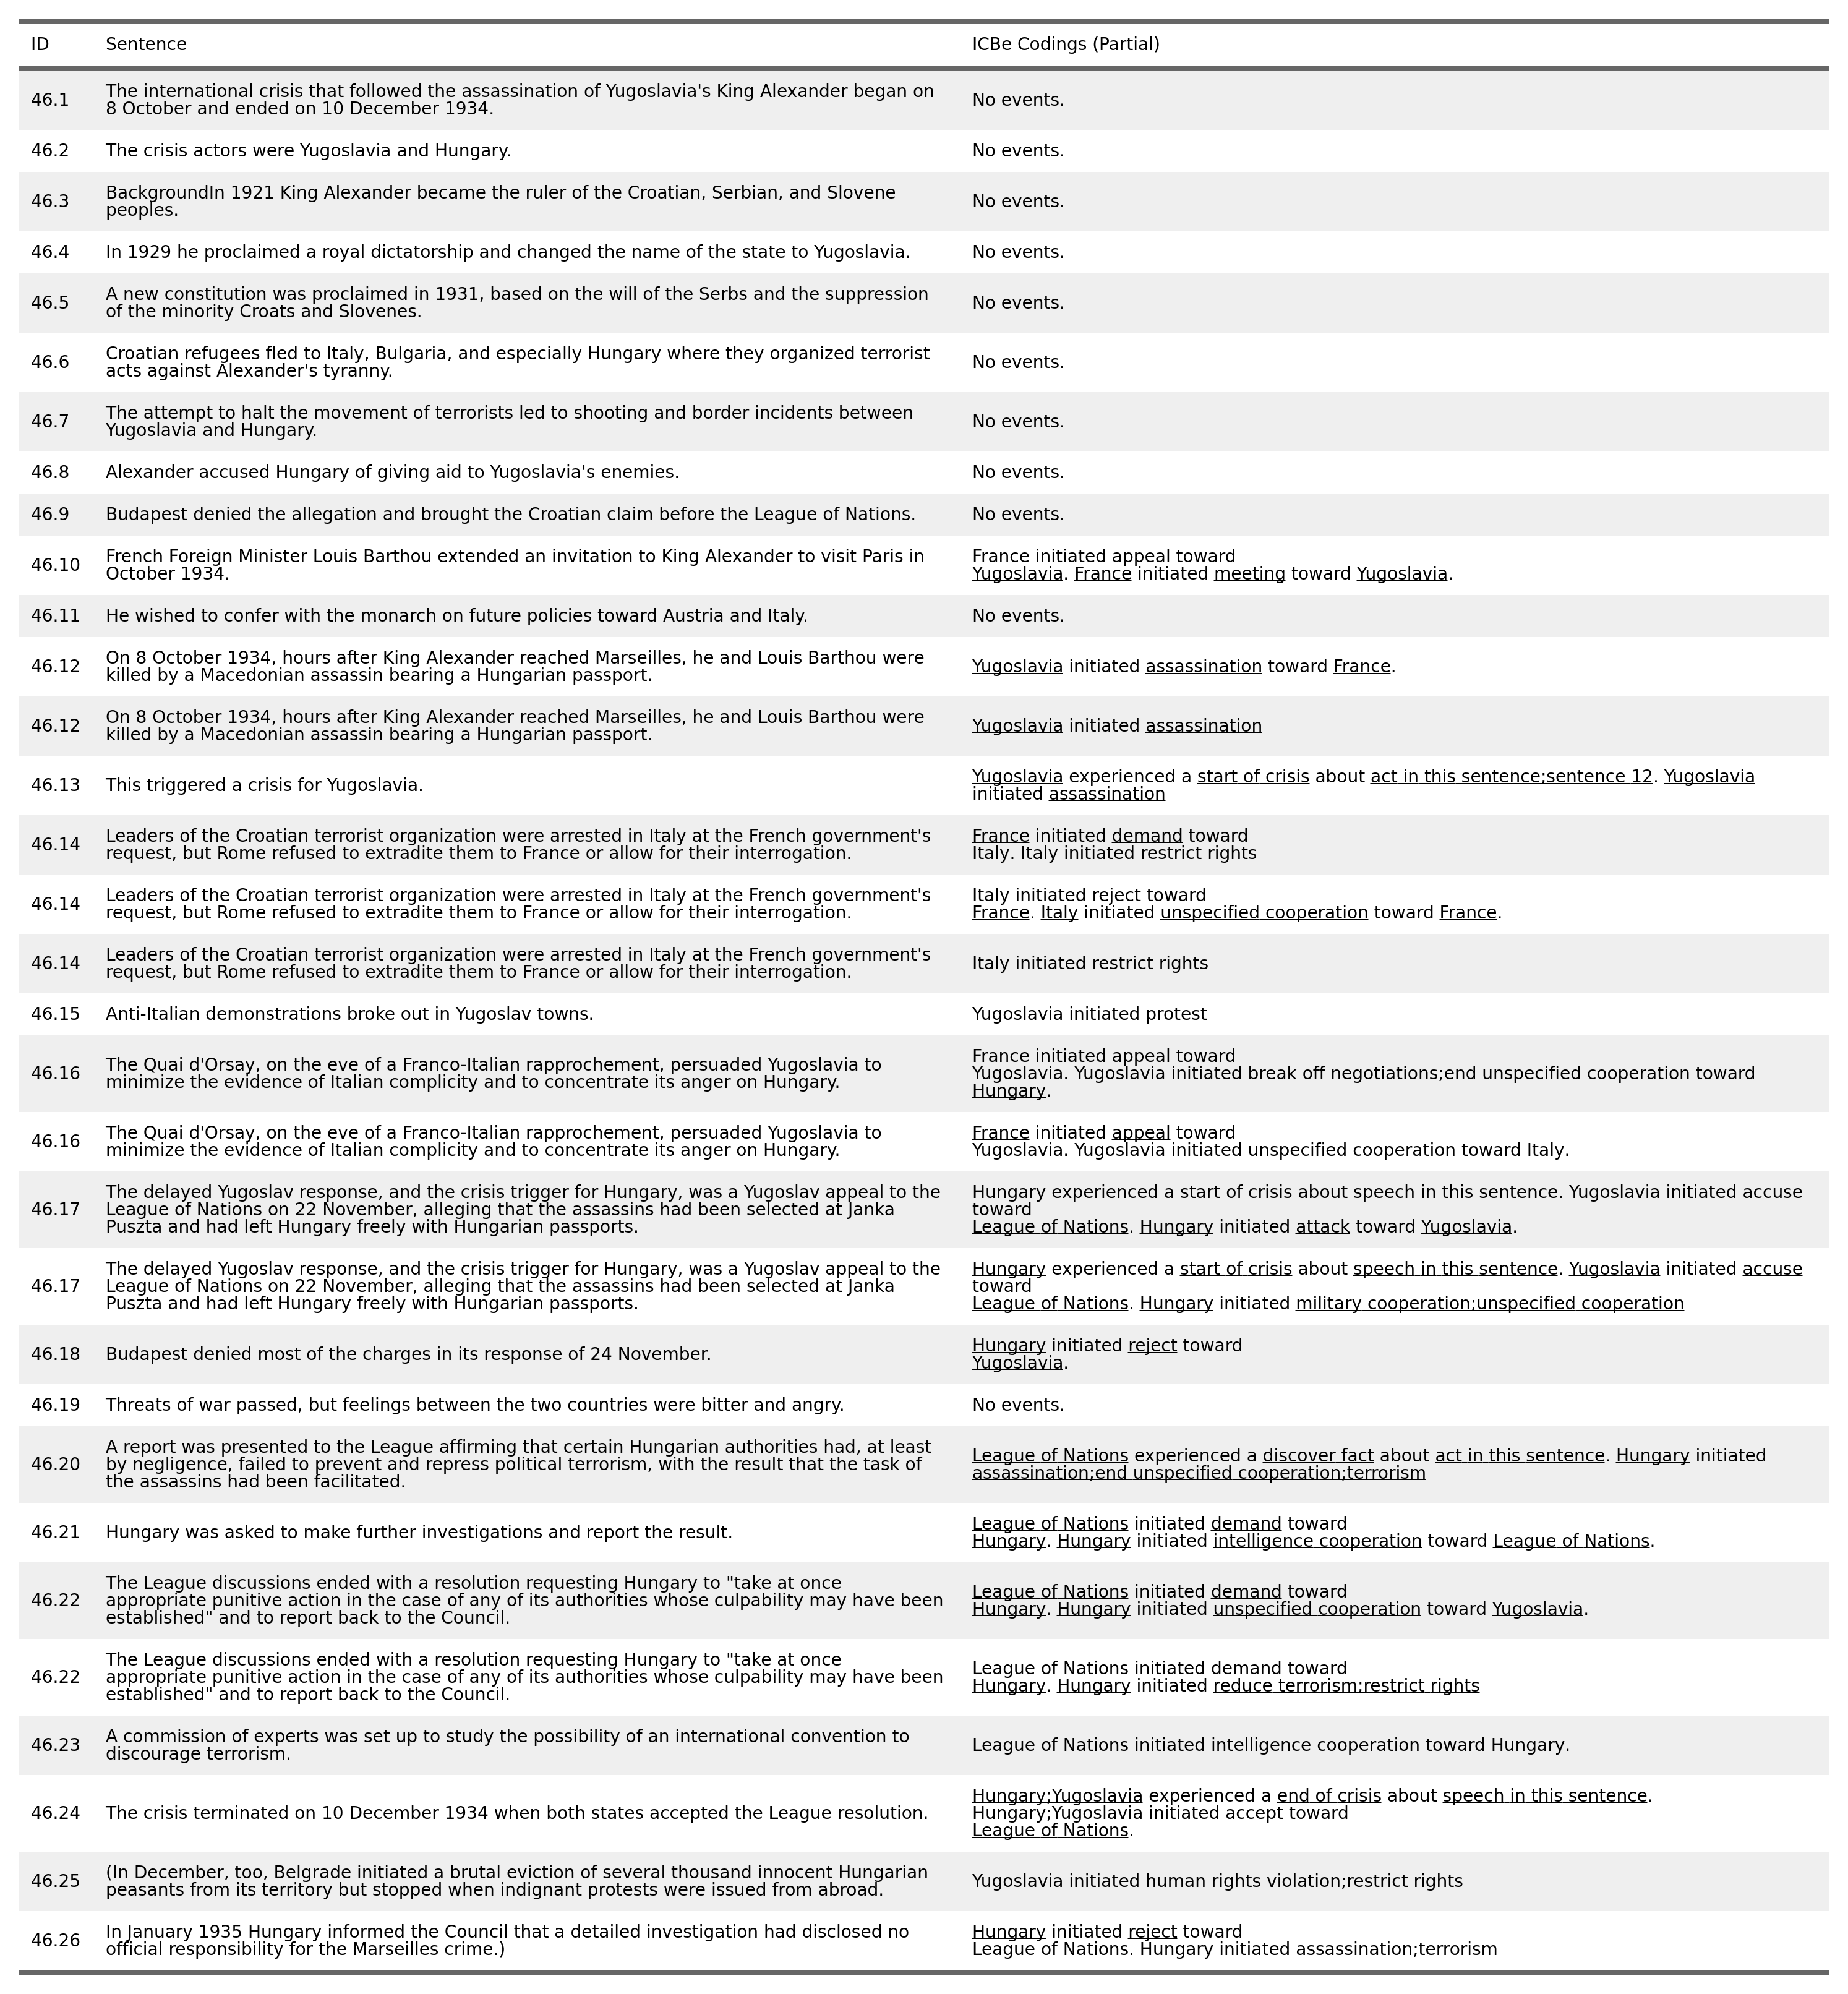 ID Sentence ICBe Codings (Partial)
46.1 The international crisis that followed the assassination of Yugoslavia's King Alexander began on
8 October and ended on 10 December 1934.
No events.
46.2 The crisis actors were Yugoslavia and Hungary. No events.
46.3 BackgroundIn 1921 King Alexander became the ruler of the Croatian, Serbian, and Slovene
peoples.
No events.
46.4 In 1929 he proclaimed a royal dictatorship and changed the name of the state to Yugoslavia. No events.
46.5 A new constitution was proclaimed in 1931, based on the will of the Serbs and the suppression
of the minority Croats and Slovenes.
No events.
46.6 Croatian refugees fled to Italy, Bulgaria, and especially Hungary where they organized terrorist
acts against Alexander's tyranny.
No events.
46.7 The attempt to halt the movement of terrorists led to shooting and border incidents between
Yugoslavia and Hungary.
No events.
46.8 Alexander accused Hungary of giving aid to Yugoslavia's enemies. No events.
46.9 Budapest denied the allegation and brought the Croatian claim before the League of Nations. No events.
46.10 French Foreign Minister Louis Barthou extended an invitation to King Alexander to visit Paris in
October 1934.
France initiated appeal toward
Yugoslavia. France initiated meeting toward Yugoslavia.
46.11 He wished to confer with the monarch on future policies toward Austria and Italy. No events.
46.12 On 8 October 1934, hours after King Alexander reached Marseilles, he and Louis Barthou were
killed by a Macedonian assassin bearing a Hungarian passport.
Yugoslavia initiated assassination toward France.
46.12 On 8 October 1934, hours after King Alexander reached Marseilles, he and Louis Barthou were
killed by a Macedonian assassin bearing a Hungarian passport.
Yugoslavia initiated assassination
46.13 This triggered a crisis for Yugoslavia.
Yugoslavia experienced a start of crisis about act in this sentence;sentence 12. Yugoslavia
initiated assassination
46.14 Leaders of the Croatian terrorist organization were arrested in Italy at the French government's
request, but Rome refused to extradite them to France or allow for their interrogation.
France initiated demand toward
Italy. Italy initiated restrict rights
46.14 Leaders of the Croatian terrorist organization were arrested in Italy at the French government's
request, but Rome refused to extradite them to France or allow for their interrogation.
Italy initiated reject toward
France. Italy initiated unspecified cooperation toward France.
46.14 Leaders of the Croatian terrorist organization were arrested in Italy at the French government's
request, but Rome refused to extradite them to France or allow for their interrogation.
Italy initiated restrict rights
46.15 Anti-Italian demonstrations broke out in Yugoslav towns. Yugoslavia initiated protest
46.16 The Quai d'Orsay, on the eve of a Franco-Italian rapprochement, persuaded Yugoslavia to
minimize the evidence of Italian complicity and to concentrate its anger on Hungary.
France initiated appeal toward
Yugoslavia. Yugoslavia initiated break off negotiations;end unspecified cooperation toward
Hungary.
46.16 The Quai d'Orsay, on the eve of a Franco-Italian rapprochement, persuaded Yugoslavia to
minimize the evidence of Italian complicity and to concentrate its anger on Hungary.
France initiated appeal toward
Yugoslavia. Yugoslavia initiated unspecified cooperation toward Italy.
46.17 The delayed Yugoslav response, and the crisis trigger for Hungary, was a Yugoslav appeal to the
League of Nations on 22 November, alleging that the assassins had been selected at Janka
Puszta and had left Hungary freely with Hungarian passports.
Hungary experienced a start of crisis about speech in this sentence. Yugoslavia initiated accuse
toward
League of Nations. Hungary initiated attack toward Yugoslavia.
46.17 The delayed Yugoslav response, and the crisis trigger for Hungary, was a Yugoslav appeal to the
League of Nations on 22 November, alleging that the assassins had been selected at Janka
Puszta and had left Hungary freely with Hungarian passports.
Hungary experienced a start of crisis about speech in this sentence. Yugoslavia initiated accuse
toward
League of Nations. Hungary initiated military cooperation;unspecified cooperation
46.18 Budapest denied most of the charges in its response of 24 November.
Hungary initiated reject toward
Yugoslavia.
46.19 Threats of war passed, but feelings between the two countries were bitter and angry. No events.
46.20 A report was presented to the League affirming that certain Hungarian authorities had, at least
by negligence, failed to prevent and repress political terrorism, with the result that the task of
the assassins had been facilitated.
League of Nations experienced a discover fact about act in this sentence. Hungary initiated
assassination;end unspecified cooperation;terrorism
46.21 Hungary was asked to make further investigations and report the result.
League of Nations initiated demand toward
Hungary. Hungary initiated intelligence cooperation toward League of Nations.
46.22 The League discussions ended with a resolution requesting Hungary to "take at once
appropriate punitive action in the case of any of its authorities whose culpability may have been
established" and to report back to the Council.
League of Nations initiated demand toward
Hungary. Hungary initiated unspecified cooperation toward Yugoslavia.
46.22 The League discussions ended with a resolution requesting Hungary to "take at once
appropriate punitive action in the case of any of its authorities whose culpability may have been
established" and to report back to the Council.
League of Nations initiated demand toward
Hungary. Hungary initiated reduce terrorism;restrict rights
46.23 A commission of experts was set up to study the possibility of an international convention to
discourage terrorism.
League of Nations initiated intelligence cooperation toward Hungary.
46.24 The crisis terminated on 10 December 1934 when both states accepted the League resolution.
Hungary;Yugoslavia experienced a end of crisis about speech in this sentence.
Hungary;Yugoslavia initiated accept toward
League of Nations.
46.25 (In December, too, Belgrade initiated a brutal eviction of several thousand innocent Hungarian
peasants from its territory but stopped when indignant protests were issued from abroad.
Yugoslavia initiated human rights violation;restrict rights
46.26 In January 1935 Hungary informed the Council that a detailed investigation had disclosed no
official responsibility for the Marseilles crime.)
Hungary initiated reject toward
League of Nations. Hungary initiated assassination;terrorism